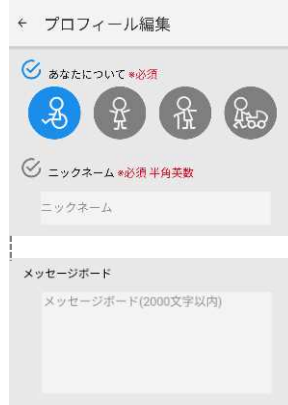 プロフィール編集
あなたについて *必須
ニックネーム *必須 半角英数
ニックネーム
メッセージボード
メッセージボード(2000文字以内)